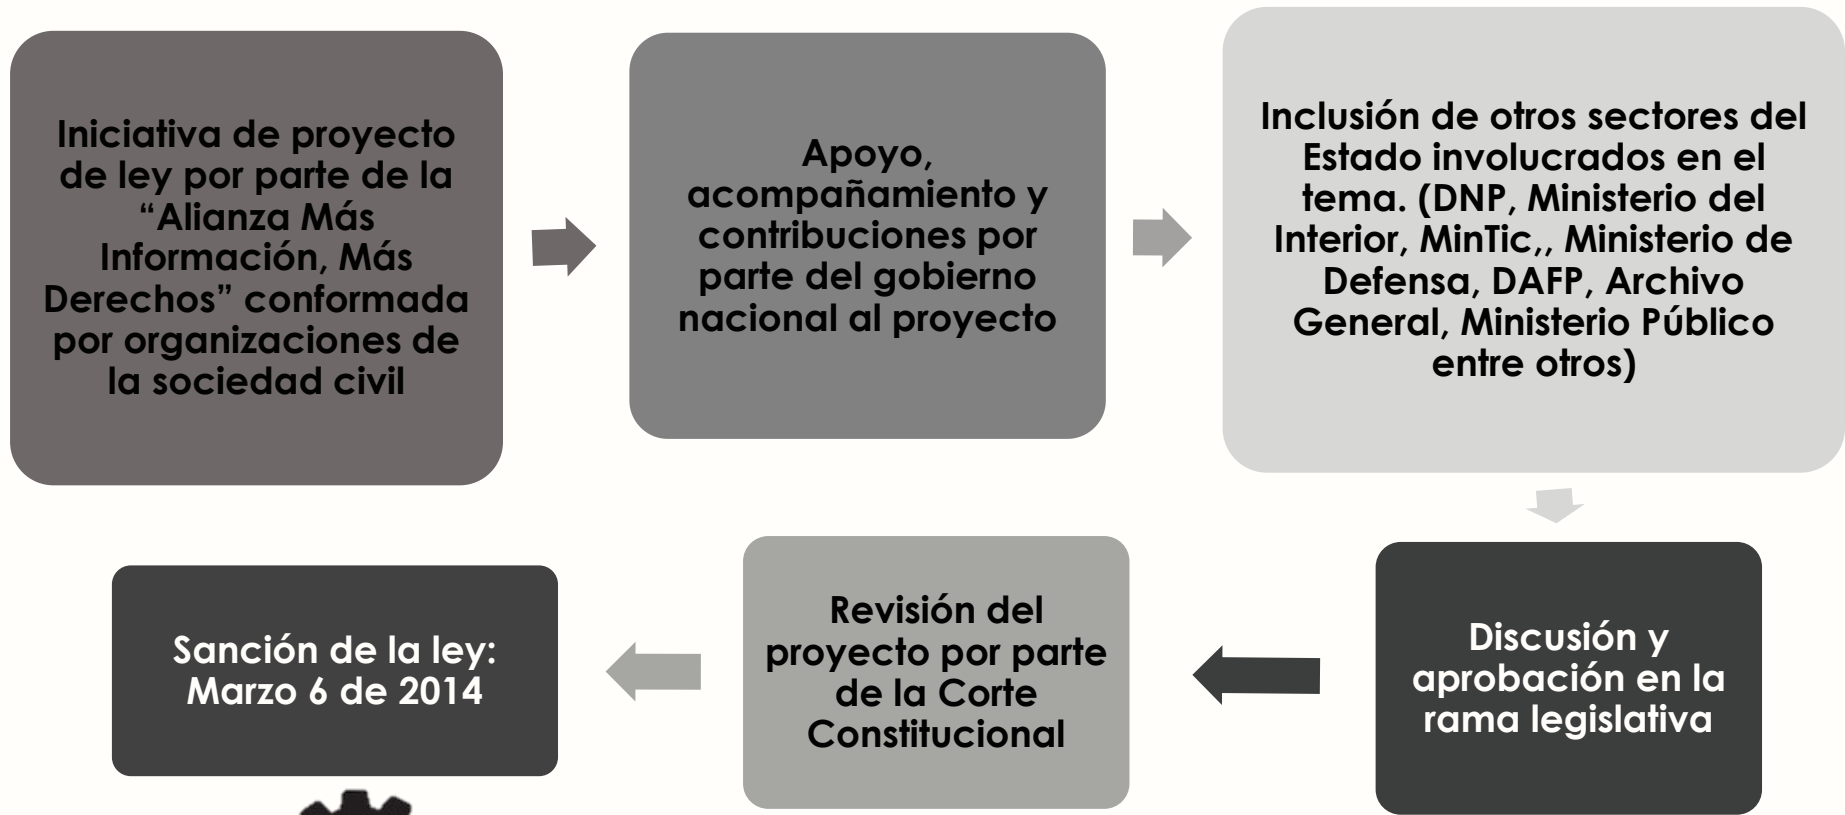 Iniciativa de proyecto
de ley por parte de la
“Alianza Más
Información, Más
Derechos” conformada
por organizaciones de
la sociedad civil
Apoyo,
acompañamiento y
contribuciones por
parte del gobierno
nacional al proyecto
Inclusión de otros sectores del
Estado involucrados en el
tema. (DNP, Ministerio del
Interior, MinTic,, Ministerio de
Defensa, DAFP, Archivo
General, Ministerio Público
entre otros)
Discusión y
aprobación en la
rama legislativa
Revisión del
proyecto por parte
de la Corte
Constitucional
Sanción de la ley:
Marzo 6 de 2014